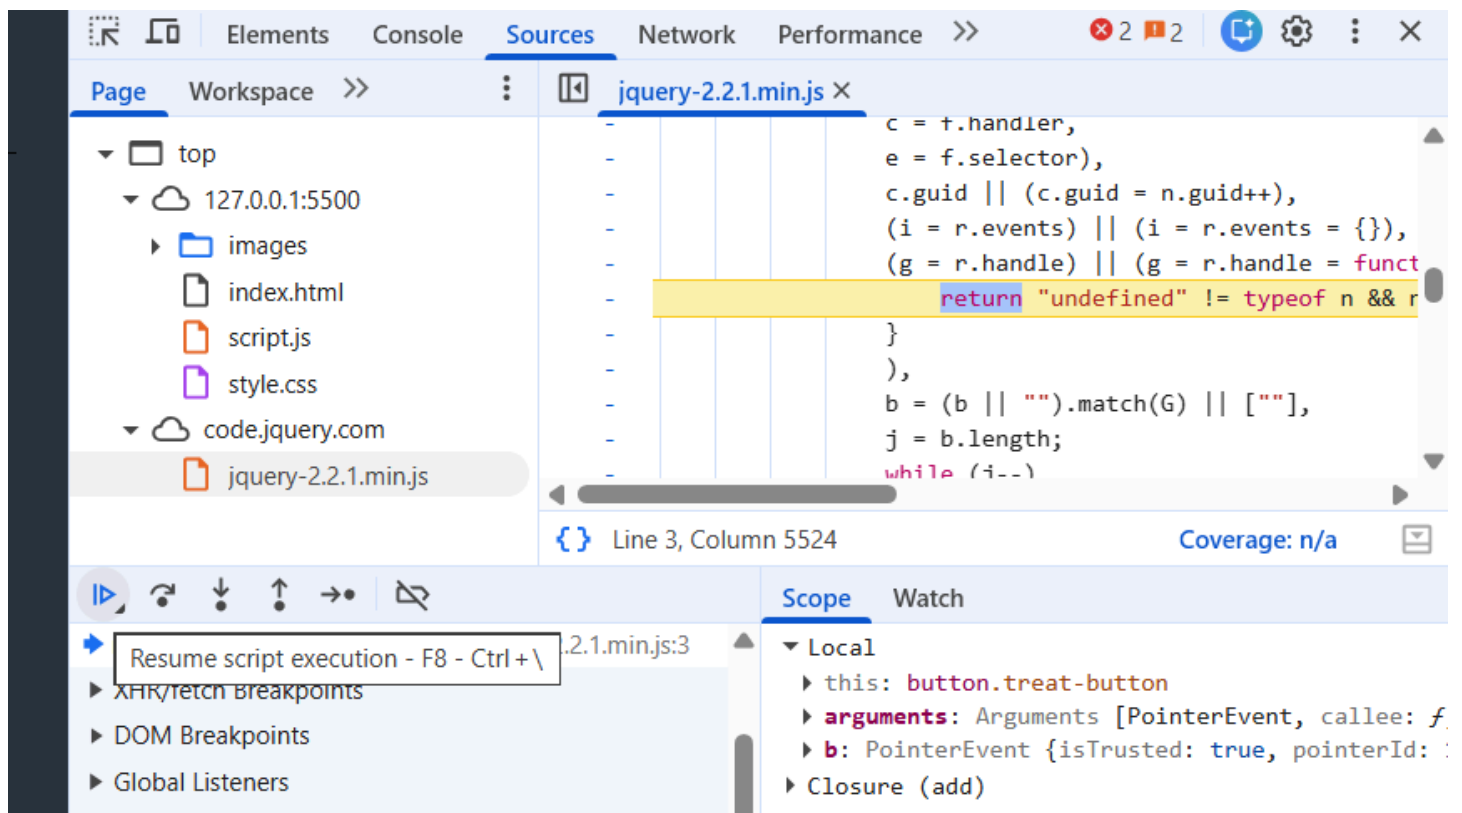 Elements Console Sources Network Performance 2 2
Page Workspace
jquery-2.2.1.min.js
top
127.0.0.1:5500
images
index.html
script.js
style.css
code.jquery.com
jquery-2.2.1.min.js
c = f.handler,
e = f.selector),
c.guid || (c.guid = n.guid++),
(i = r.events) || (i = r.events = {}),
(g = r.handle) || (g = r.handle = funct
return "undefined" != typeof n && r
}
),
b = (b || "").match(G) || [""],
j = b.length;
while (j--)
{} Line 3, Column 5524 Coverage: n/a
.2.1.min.js:3
Resume script execution - F8 - Ctrl + \
XHR/fetch Breakpoints
DOM Breakpoints
Global Listeners
Scope Watch
Local
this: button.treat-button
arguments: Arguments [PointerEvent, callee: ƒ,
b: PointerEvent {isTrusted: true, pointerId:
Closure (add)